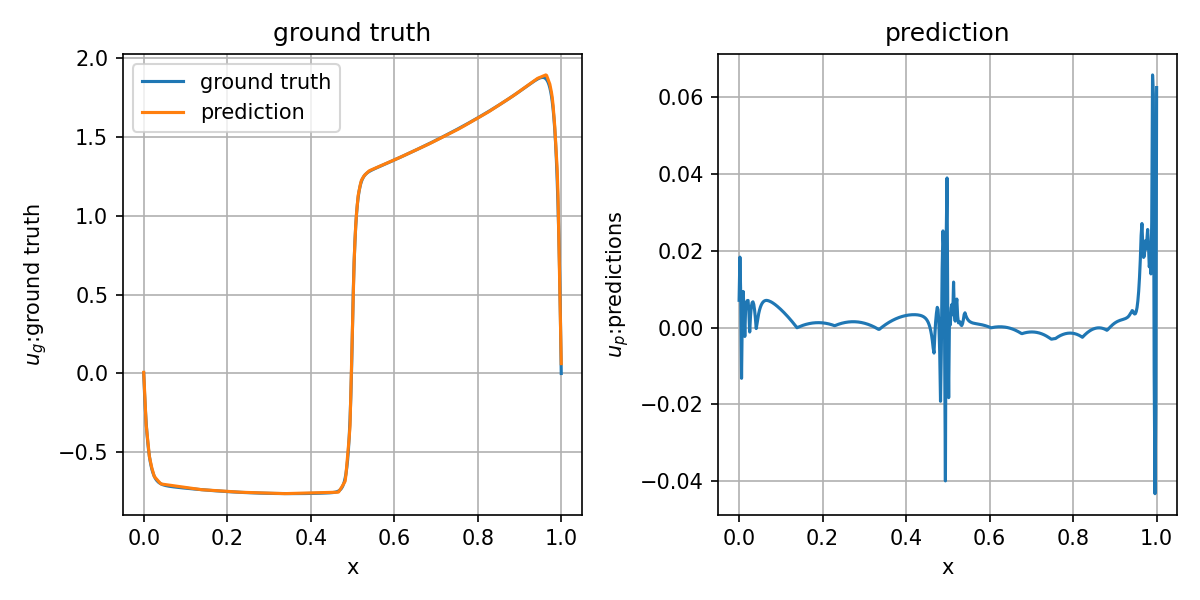 ground truth
ground truth
prediction
2.0
1.5
1.0
0.5
0.0
−0.5
u_g:ground truth
0.0 0.2 0.4 0.6 0.8 1.0
x
prediction
0.06
0.04
0.02
0.00
−0.02
−0.04
u_p:predictions
0.0 0.2 0.4 0.6 0.8 1.0
x